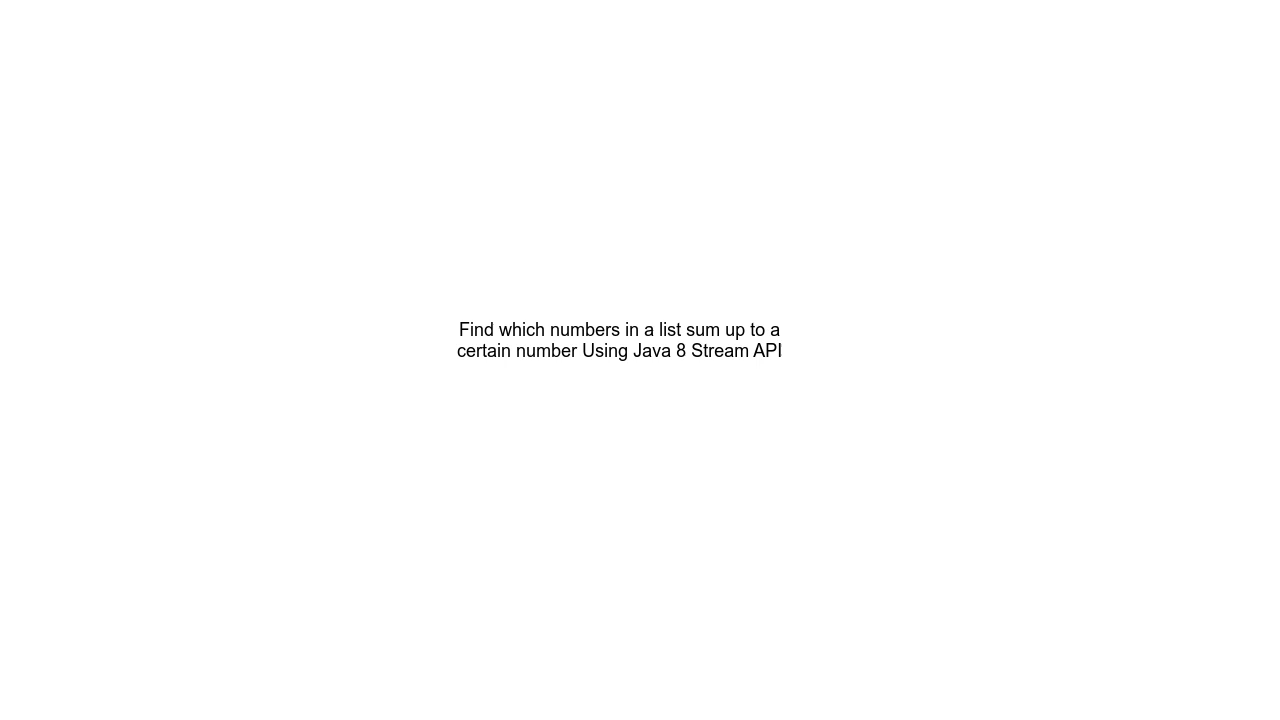 Find which numbers in a list sum up to a
certain number Using Java 8 Stream API